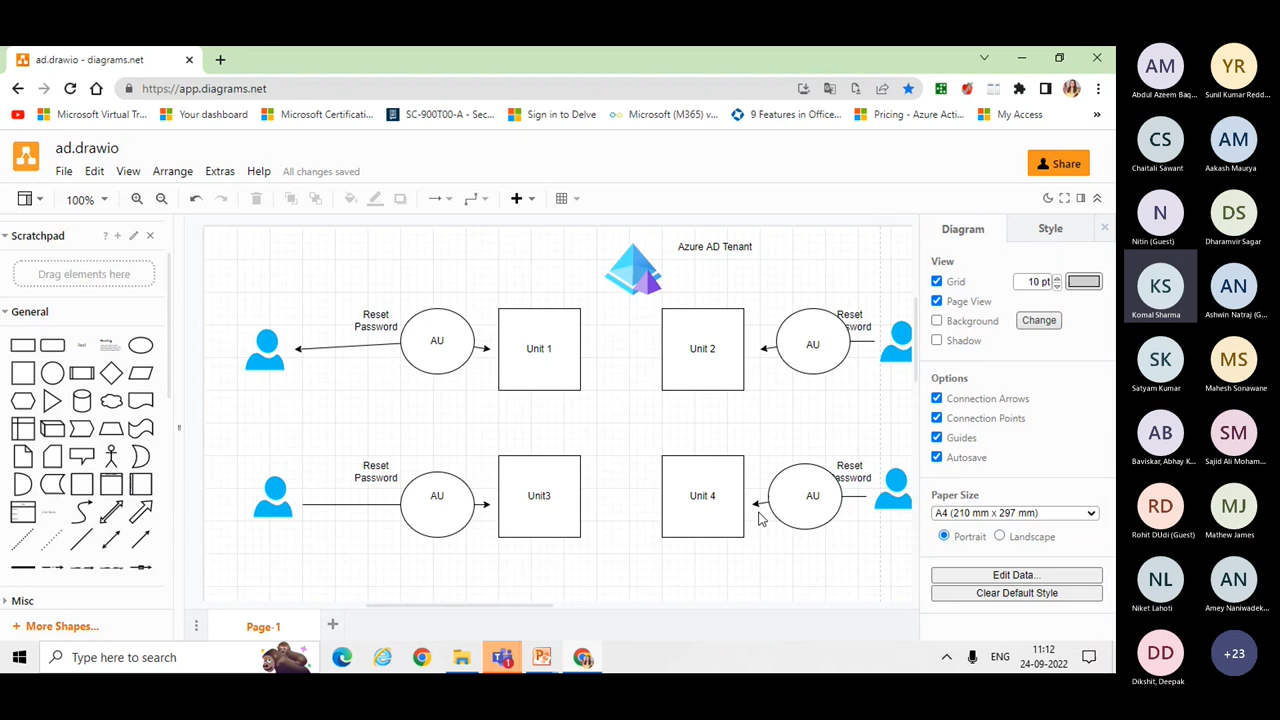 ad.drawio - diagrams.net
https://app.diagrams.net
Microsoft Virtual Tr...
Your dashboard
Microsoft Certificati...
SC-900T00-A - Sec...
Sign in to Delve
Microsoft (M365) v...
9 Features in Office...
Pricing - Azure Acti...
My Access
»
ad.drawio
File Edit View Arrange Extras Help All changes saved
Share
100%
Scratchpad
?
Drag elements here
General
Text
Misc
+ More Shapes...
Azure AD Tenant
Reset
Password
AU
Unit 1
Unit 2
AU
Reset
Reset
Password
AU
Unit3
Unit 4
AU
Reset
Page-1
Diagram
Style
View
Grid
10 pt
Page View
Background
Change
Shadow
Options
Connection Arrows
Connection Points
Guides
Autosave
Paper Size
A4 (210 mm x 297 mm)
Portrait
Landscape
Edit Data...
Clear Default Style
Type here to search
ENG
11:12
24-09-2022
AM
Abdul Azeem Baq...
YR
Sunil Kumar Redd...
CS
Chaitali Sawant
AM
Aakash Maurya
N
Nitin (Guest)
DS
Dharamvir Sagar
KS
Komal Sharma
AN
Ashwin Natraj (G...
SK
Satyam Kumar
MS
Mahesh Sonawane
AB
Baviskar, Abhay K...
SM
Sajid Ali Moham...
RD
Rohit DUdi (Guest)
MJ
Mathew James
NL
Niket Lahoti
AN
Amey Naniwadek...
DD
Dikshit, Deepak
+23